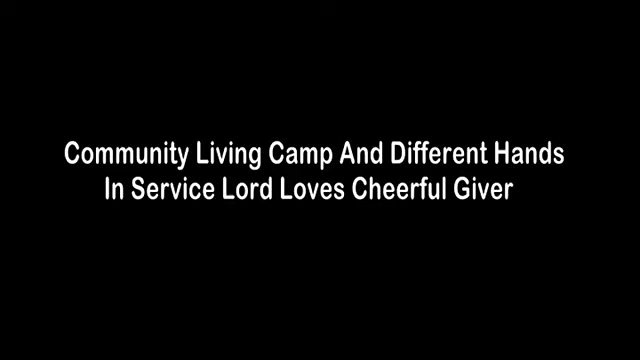 Community Living Camp And Different Hands
In Service Lord Loves Cheerful Giver